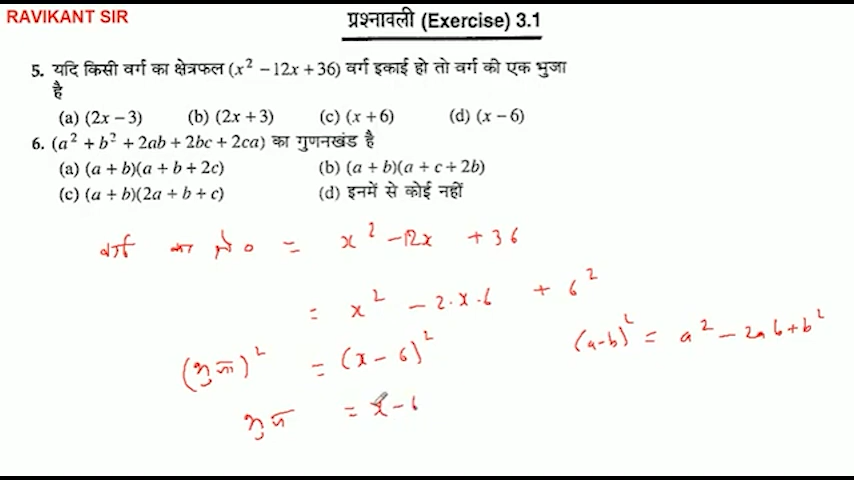 RAVIKANT SIR
प्रश्नावली (Exercise) 3.1
5. यदि किसी वर्ग का क्षेत्रफल (x² − 12x + 36) वर्ग इकाई हो तो वर्ग की एक भुजा
है
(a) (2x − 3) (b) (2x + 3) (c) (x + 6) (d) (x − 6)
6. (a² + b² + 2ab + 2bc + 2ca) का गुणनखंड है
(a) (a + b)(a + b + 2c) (b) (a + b)(a + c + 2b)
(c) (a + b)(2a + b + c) (d) इनमें से कोई नहीं
वर्ग का क्षे० = x² − 12x + 36
= x² − 2·x·6 + 6²
(a−b)² = a² − 2ab + b²
(भुजा)² = (x − 6)²
भुजा = x − 6